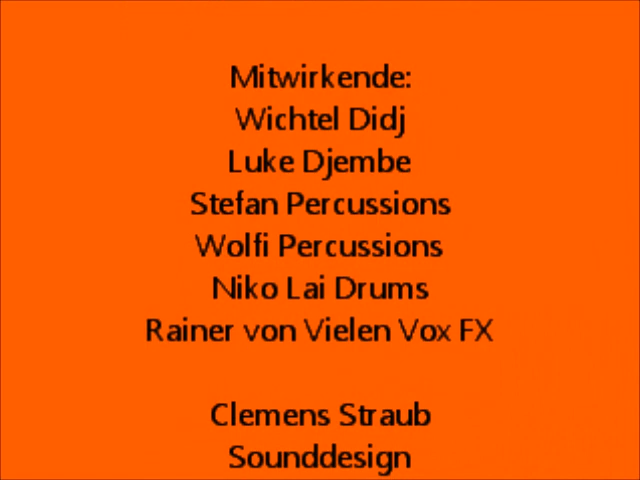 Mitwirkende:
Wichtel Didj
Luke Djembe
Stefan Percussions
Wolfi Percussions
Niko Lai Drums
Rainer von Vielen Vox FX
Clemens Straub
Sounddesign